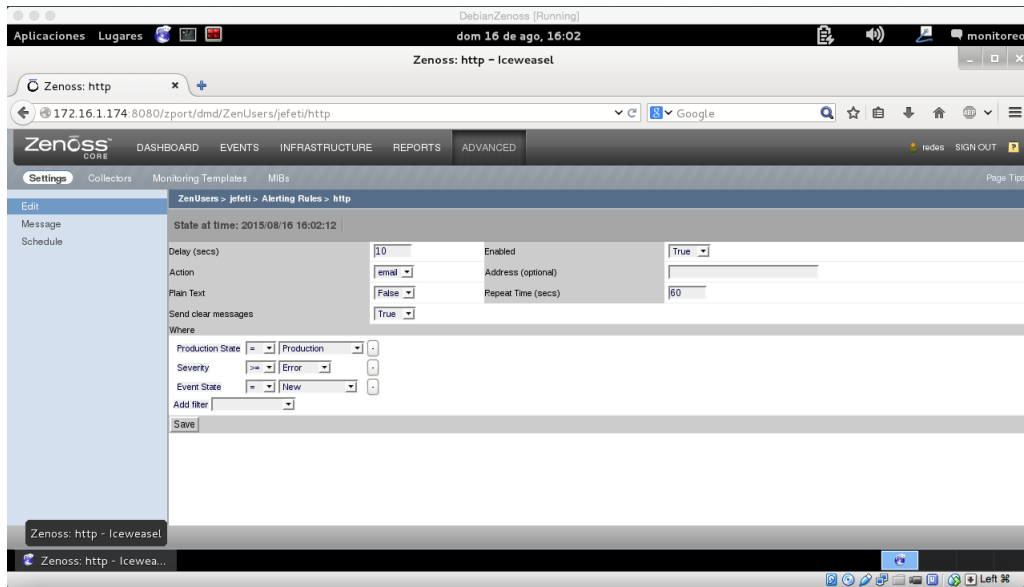 DebianZenoss [Running]
Aplicaciones Lugares dom 16 de ago, 16:02 monitoreo
Zenoss: http – Iceweasel
Zenoss: http
172.16.1.174:8080/zport/dmd/ZenUsers/jefeti/http Google
Zenoss CORE DASHBOARD EVENTS INFRASTRUCTURE REPORTS ADVANCED redes SIGN OUT ?
Settings Collectors Monitoring Templates MIBs Page Tips
Edit
Message
Schedule
ZenUsers > jefeti > Alerting Rules > http
State at time: 2015/08/16 16:02:12
Delay (secs) 10 Enabled True
Action email Address (optional)
Plain Text False Repeat Time (secs) 60
Send clear messages True
Where
Production State = Production -
Severity >= Error -
Event State = New -
Add filter
Save
Zenoss: http - Iceweasel
Zenoss: http - Icewea...
Left ⌘